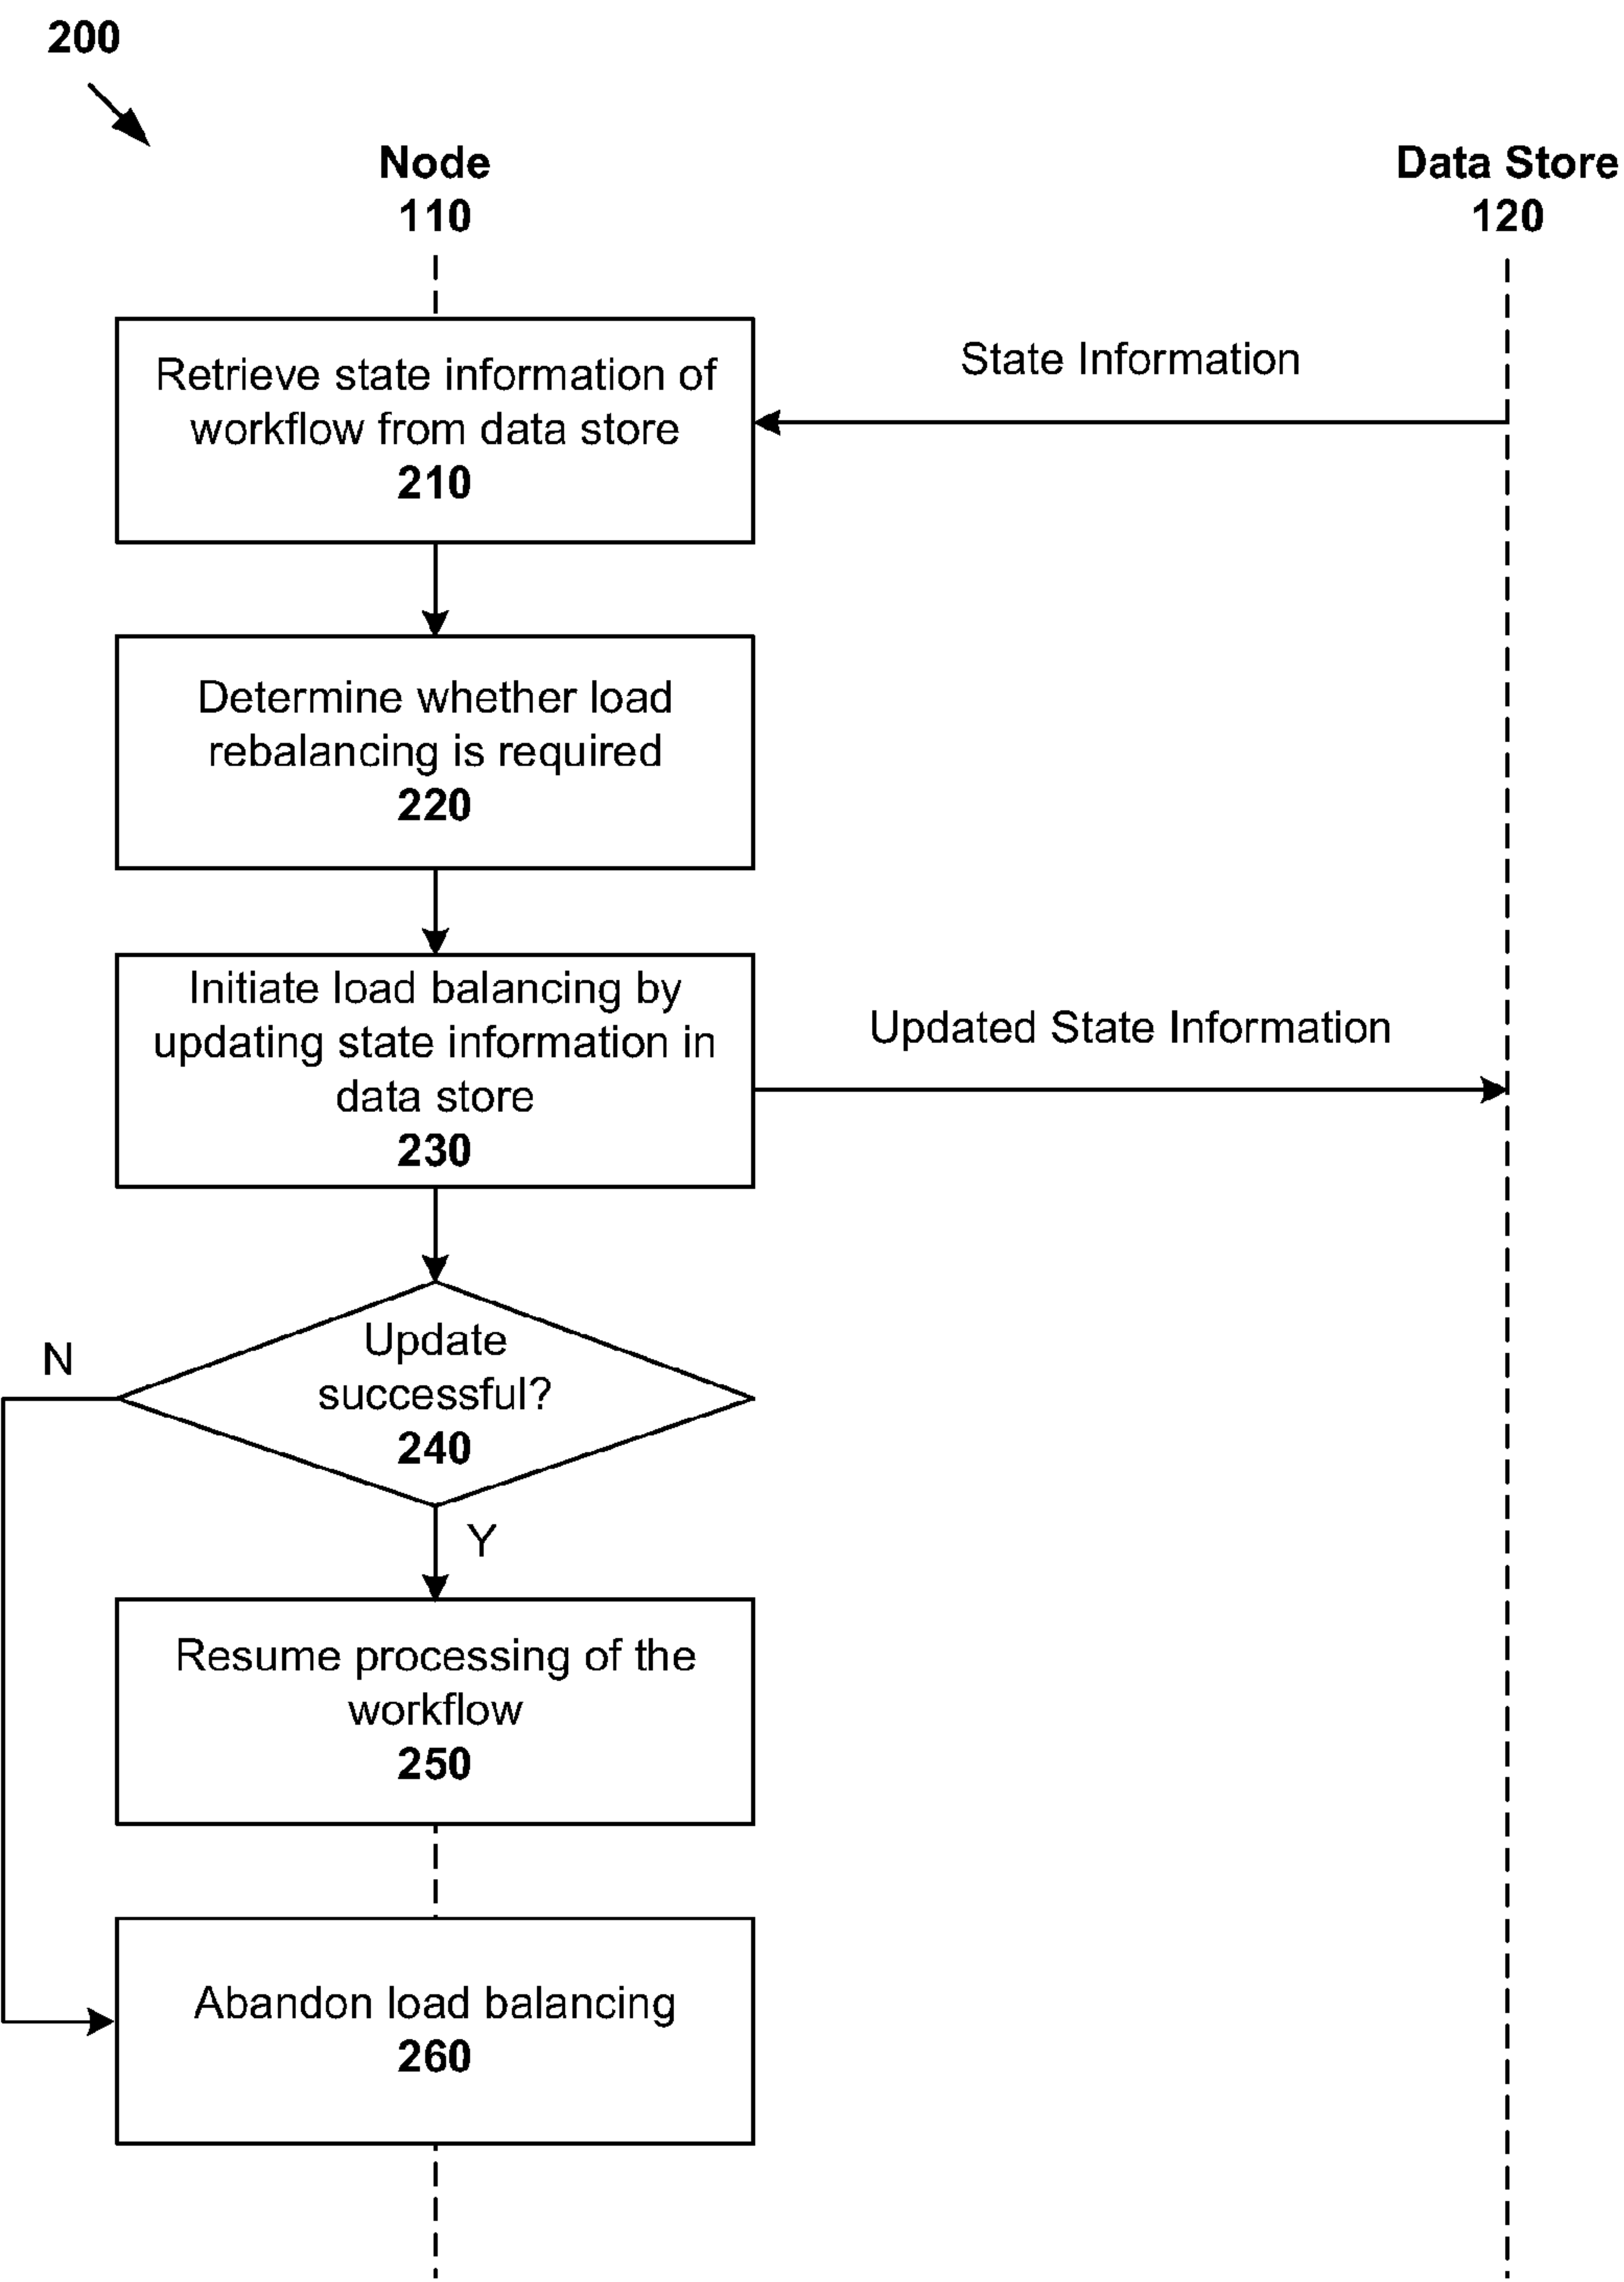 200
Node
110
Data Store
120
Retrieve state information of
workflow from data store
210
State Information
Determine whether load
rebalancing is required
220
Initiate load balancing by
updating state information in
data store
230
Updated State Information
Update
successful?
240
N
Y
Resume processing of the
workflow
250
Abandon load balancing
260